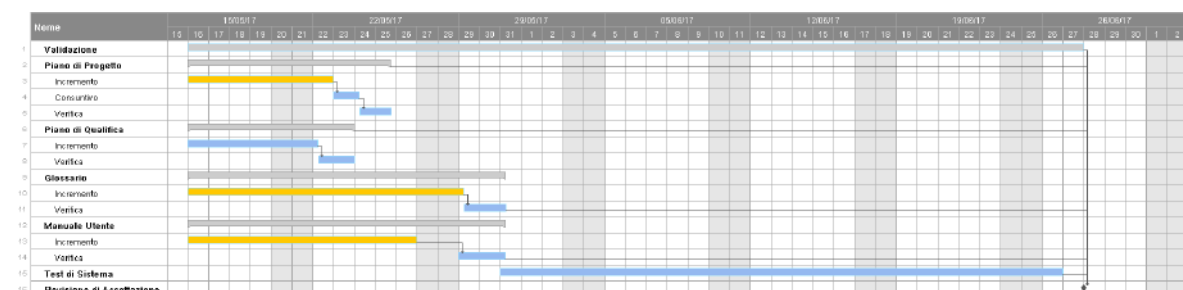 Nome
15/05/17 22/05/17 29/05/17 05/06/17 12/06/17 19/06/17 26/06/17
15 16 17 18 19 20 21 22 23 24 25 26 27 28 29 30 31 1 2 3 4 5 6 7 8 9 10 11 12 13 14 15 16 17 18 19 20 21 22 23 24 25 26 27 28 29 30 1 2
1 Validazione
2 Piano di Progetto
3 Incremento
4 Consuntivo
5 Verifica
6 Piano di Qualifica
7 Incremento
8 Verifica
9 Glossario
10 Incremento
11 Verifica
12 Manuale Utente
13 Incremento
14 Verifica
15 Test di Sistema
16 Revisione di Accettazione